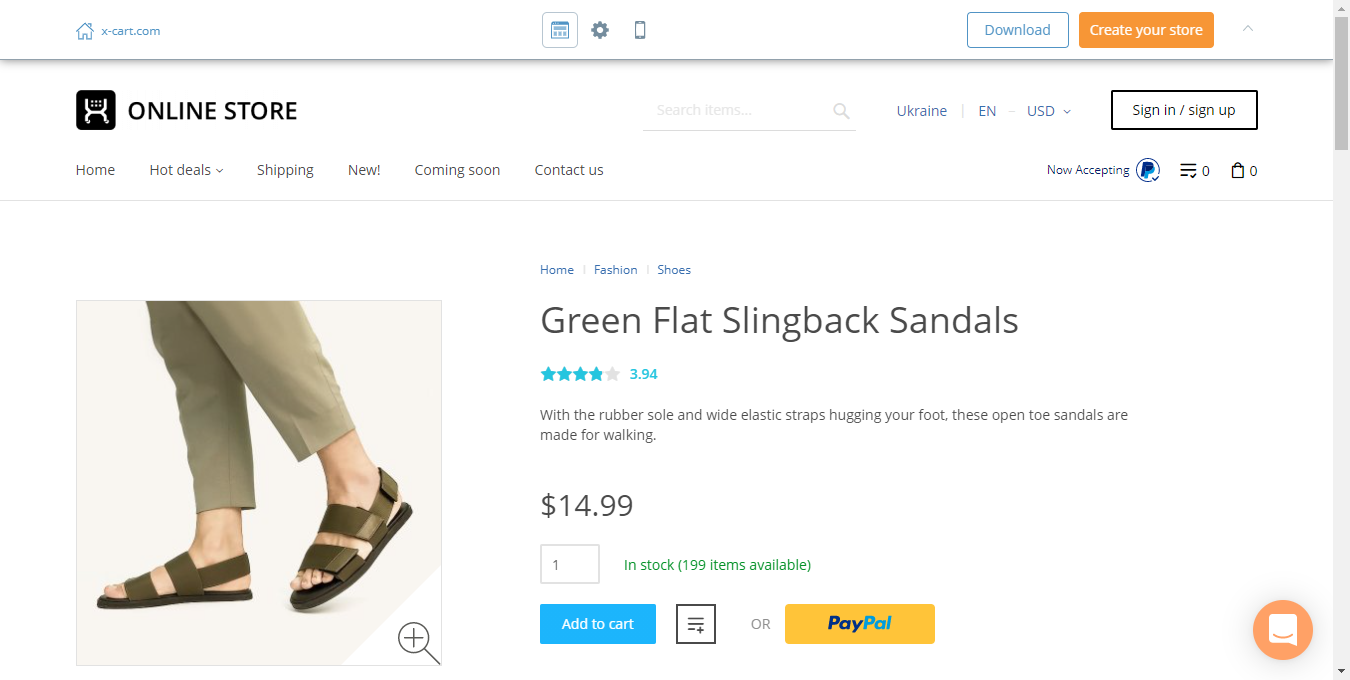 x-cart.com
Download
Create your store
ONLINE STORE
Search items...
Ukraine
EN
USD
Sign in / sign up
Home
Hot deals
Shipping
New!
Coming soon
Contact us
Now Accepting
0
0
Home
Fashion
Shoes
Green Flat Slingback Sandals
3.94
With the rubber sole and wide elastic straps hugging your foot, these open toe sandals are
made for walking.
$14.99
1
In stock (199 items available)
Add to cart
OR
PayPal